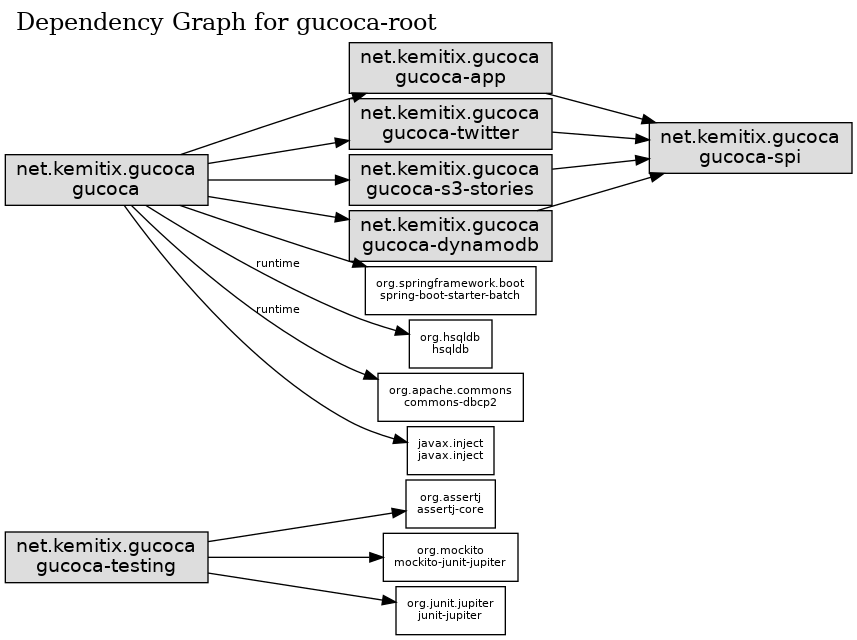 Dependency Graph for gucoca-root
net.kemitix.gucoca
gucoca-app
net.kemitix.gucoca
gucoca-twitter
net.kemitix.gucoca
gucoca-spi
net.kemitix.gucoca
gucoca
net.kemitix.gucoca
gucoca-s3-stories
net.kemitix.gucoca
gucoca-dynamodb
runtime
org.springframework.boot
spring-boot-starter-batch
runtime
org.hsqldb
hsqldb
org.apache.commons
commons-dbcp2
javax.inject
javax.inject
org.assertj
assertj-core
net.kemitix.gucoca
gucoca-testing
org.mockito
mockito-junit-jupiter
org.junit.jupiter
junit-jupiter